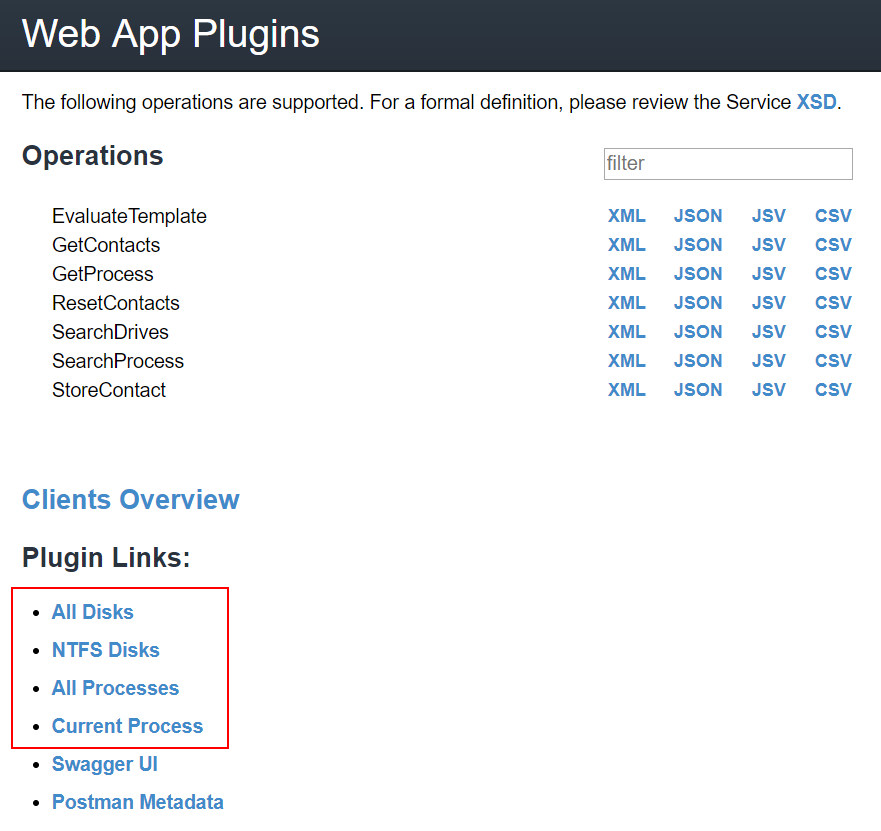 Web App Plugins
The following operations are supported. For a formal definition, please review the Service XSD.
Operations
filter
EvaluateTemplate XML JSON JSV CSV
GetContacts XML JSON JSV CSV
GetProcess XML JSON JSV CSV
ResetContacts XML JSON JSV CSV
SearchDrives XML JSON JSV CSV
SearchProcess XML JSON JSV CSV
StoreContact XML JSON JSV CSV
Clients Overview
Plugin Links:
All Disks
NTFS Disks
All Processes
Current Process
Swagger UI
Postman Metadata